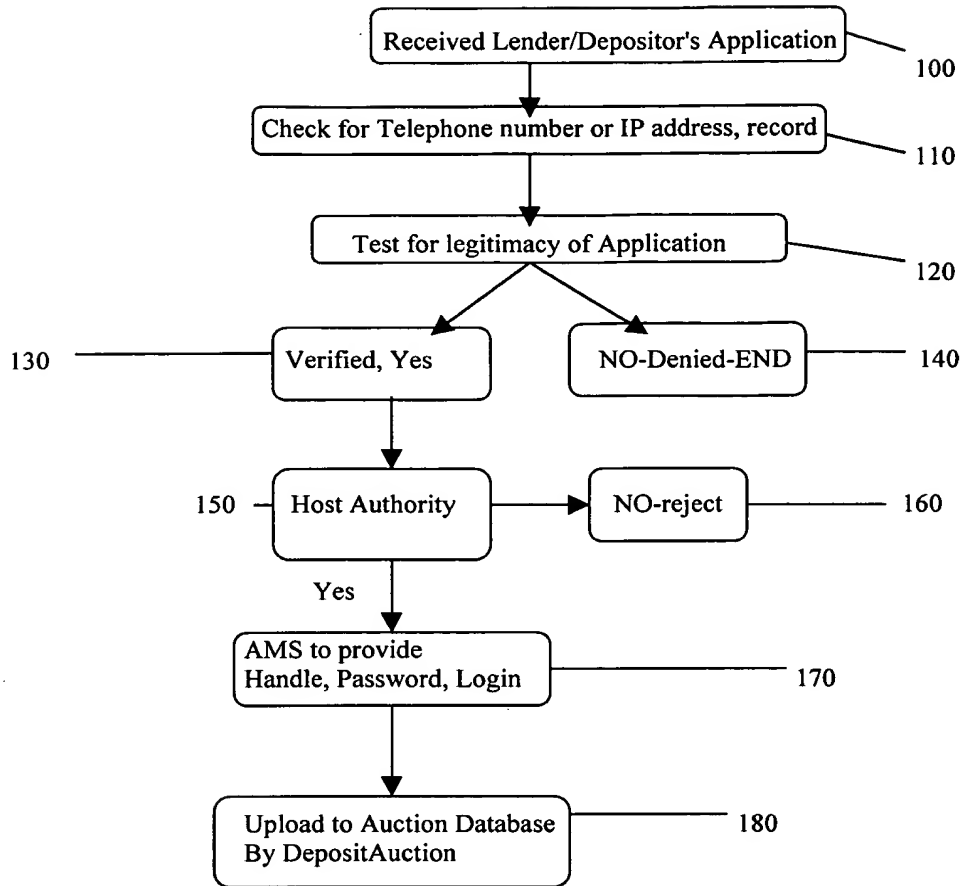 Received Lender/Depositor's Application
100
Check for Telephone number or IP address, record
110
Test for legitimacy of Application
120
130
Verified, Yes
NO-Denied-END
140
150
Host Authority
NO-reject
160
Yes
AMS to provide
Handle, Password, Login
170
Upload to Auction Database
By DepositAuction
180